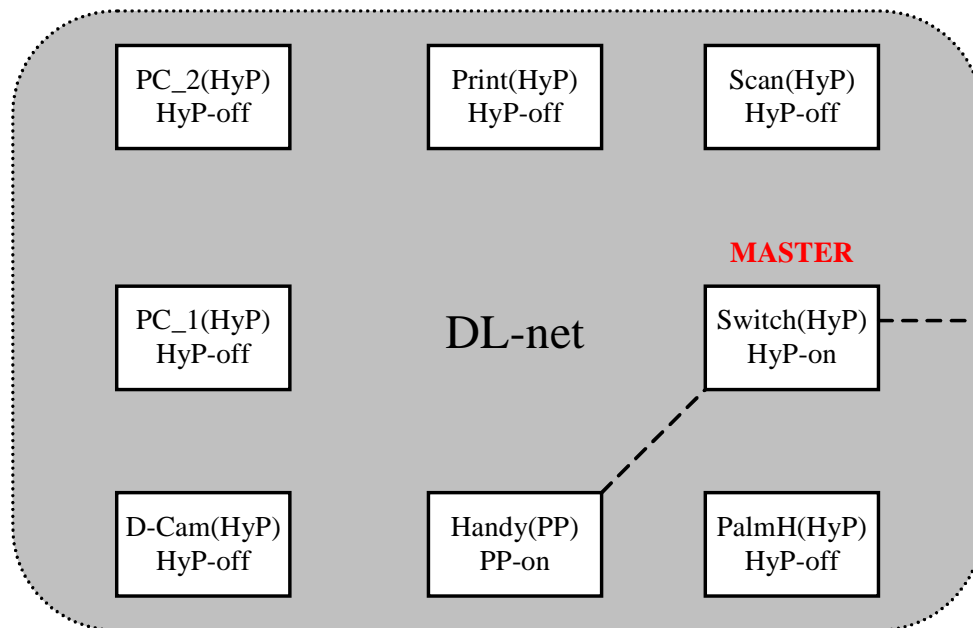 PC_2(HyP)
HyP-off
Print(HyP)
HyP-off
Scan(HyP)
HyP-off
MASTER
PC_1(HyP)
HyP-off
DL-net
Switch(HyP)
HyP-on
D-Cam(HyP)
HyP-off
Handy(PP)
PP-on
PalmH(HyP)
HyP-off